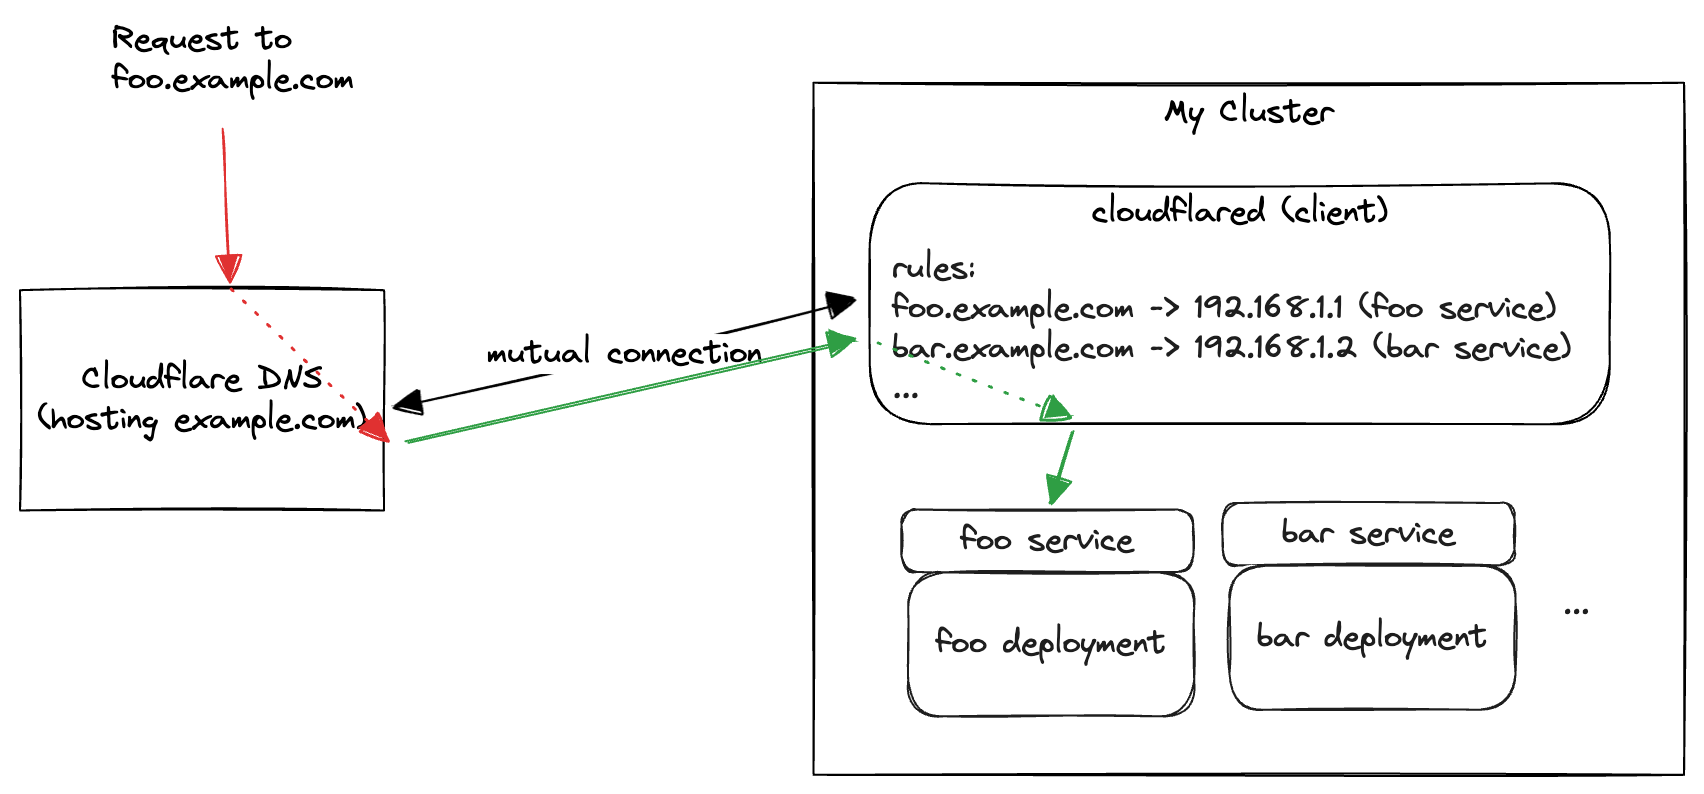 Request to
foo.example.com
My Cluster
cloudflared (client)
rules:
foo.example.com -> 192.168.1.1 (foo service)
bar.example.com -> 192.168.1.2 (bar service)
...
mutual connection
Cloudflare DNS
(hosting example.com)
foo service
bar service
foo deployment
bar deployment
...